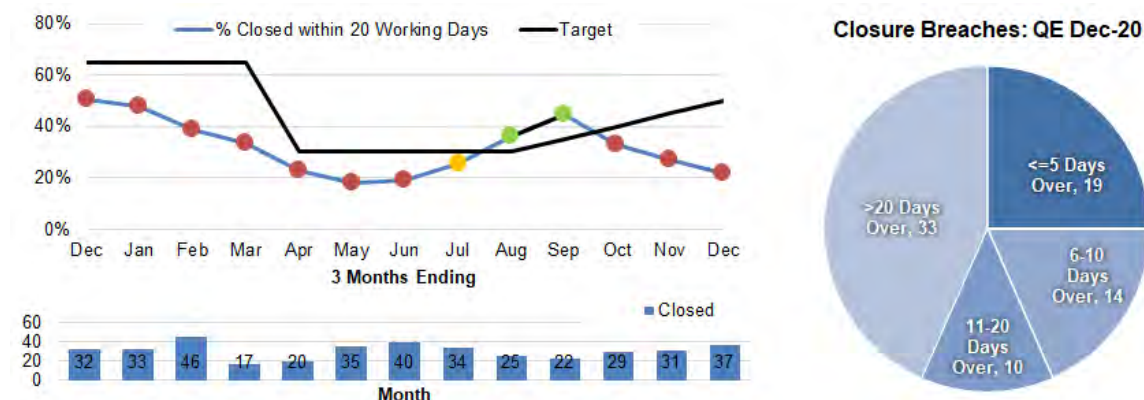 80%
% Closed within 20 Working Days
Target
60%
40%
20%
0%
Dec Jan Feb Mar Apr May Jun Jul Aug Sep Oct Nov Dec
3 Months Ending
Closed
60
40
20
0
32 33 46 17 20 35 40 34 25 22 29 31 37
Month
Closure Breaches: QE Dec-20
<=5 Days
Over, 19
>20 Days
Over, 33
6-10
Days
Over, 14
11-20
Days
Over, 10